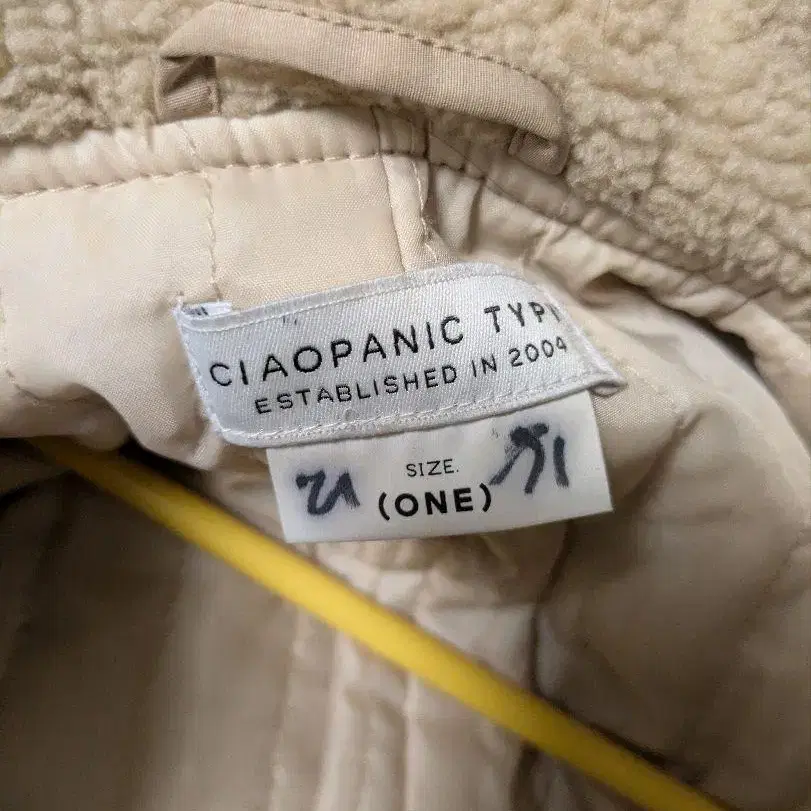 CIAOPANIC TYP
ESTABLISHED IN 2004
SIZE.
(ONE)